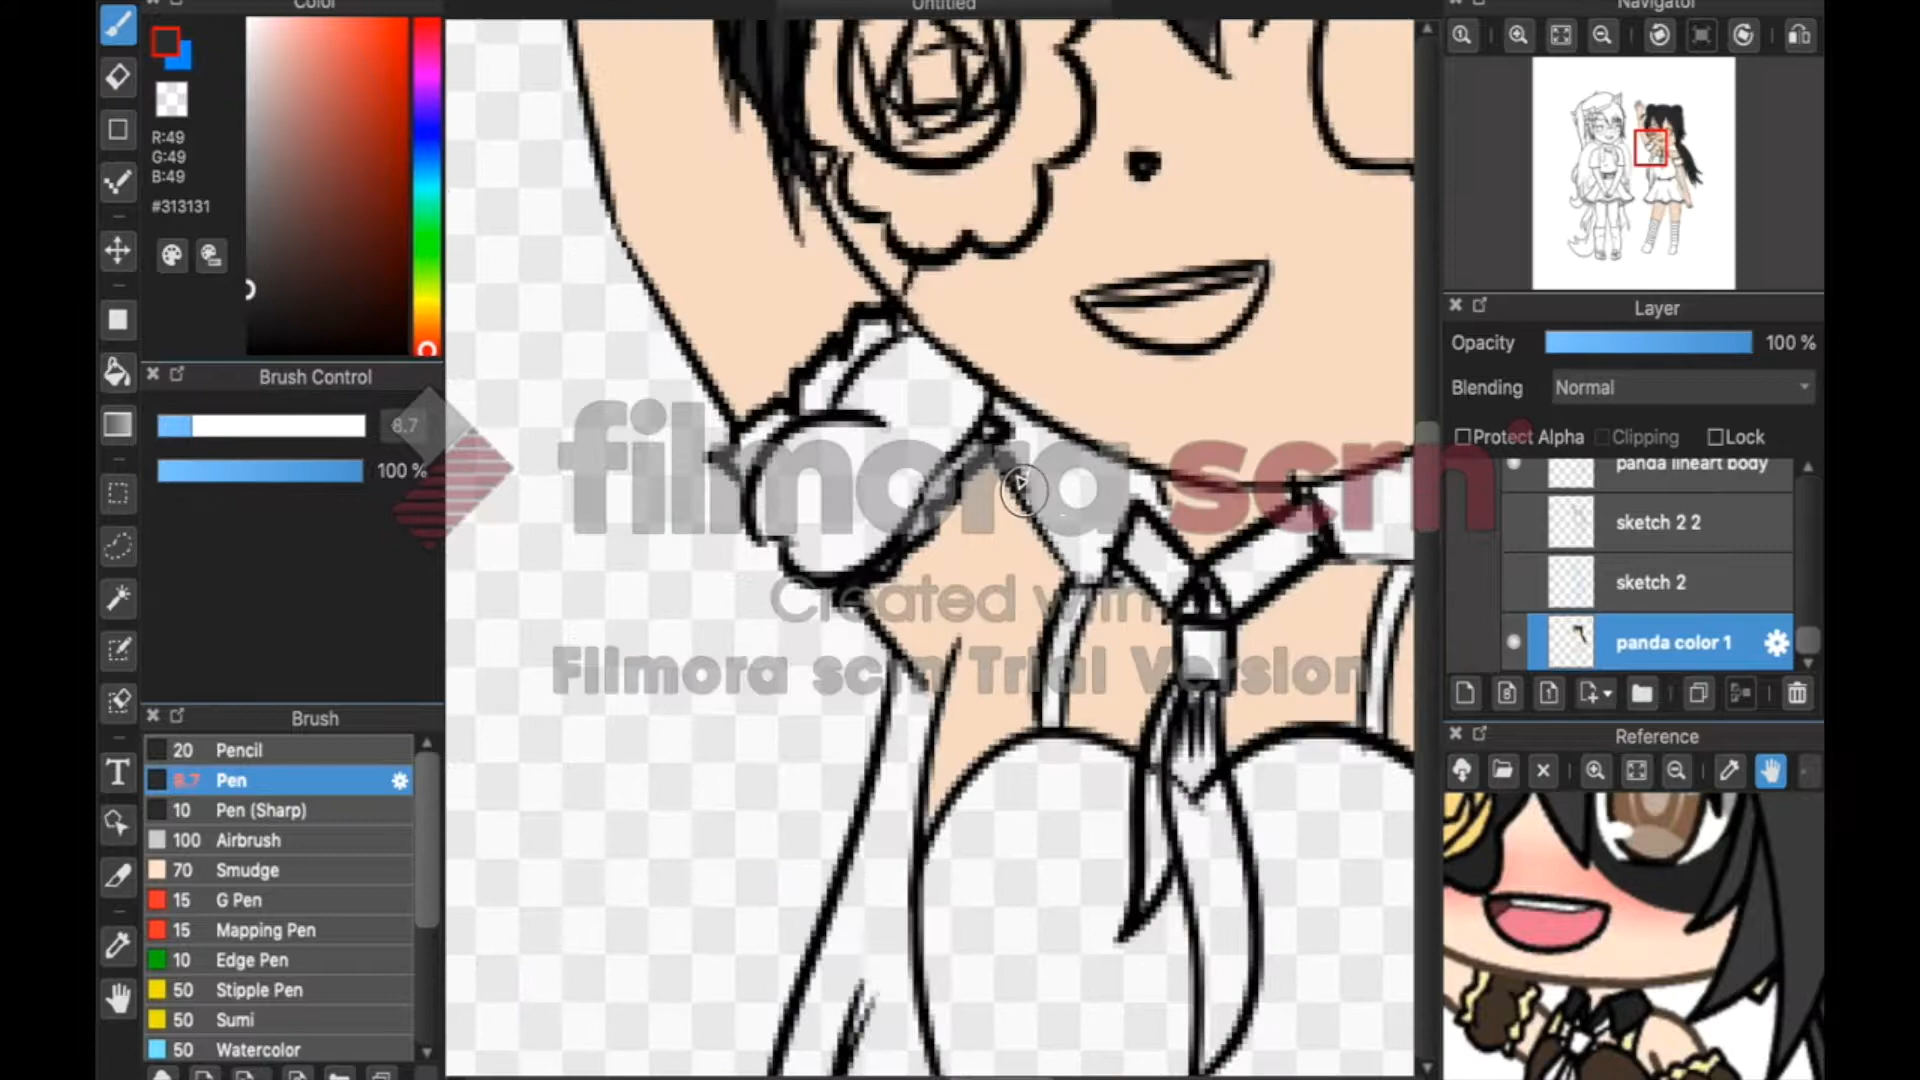 Color
Untitled
Navigator
R:49
G:49
B:49
#313131
Brush Control
8.7
100 %
Brush
20 Pencil
8.7 Pen
10 Pen (Sharp)
100 Airbrush
70 Smudge
15 G Pen
15 Mapping Pen
10 Edge Pen
50 Stipple Pen
50 Sumi
50 Watercolor
filmora scrn
Created with
Filmora scrn Trial Version
Layer
Opacity 100 %
Blending Normal
Protect Alpha Clipping Lock
panda lineart body
sketch 2 2
sketch 2
panda color 1
Reference